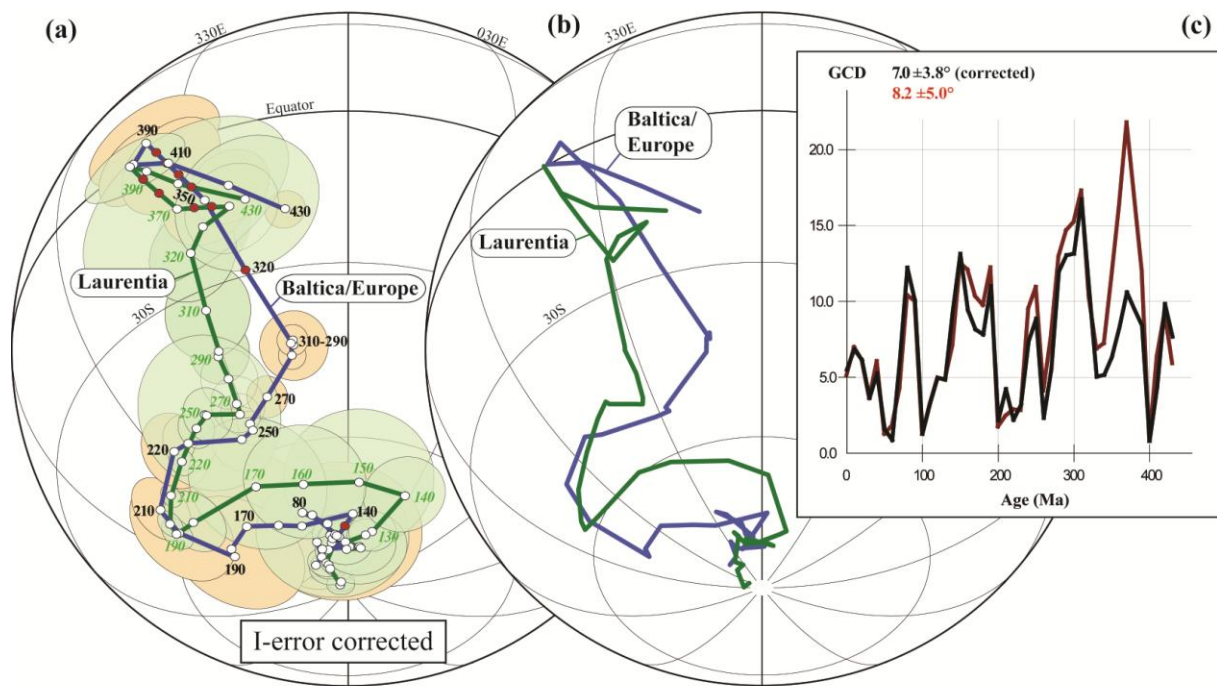 (a)
330E
030E
Equator
390
410
390
350
370
430
430
320
320
Laurentia
Baltica/Europe
30S
310
310-290
290
270
270
250
250
220
220
210
210
190
190
170
170
160
150
80
140
140
130
I-error corrected
(b)
330E
Baltica/
Europe
Laurentia
30S
(c)
GCD 7.0 ±3.8° (corrected)
8.2 ±5.0°
20.0
15.0
10.0
5.0
0.0
0 100 200 300 400
Age (Ma)